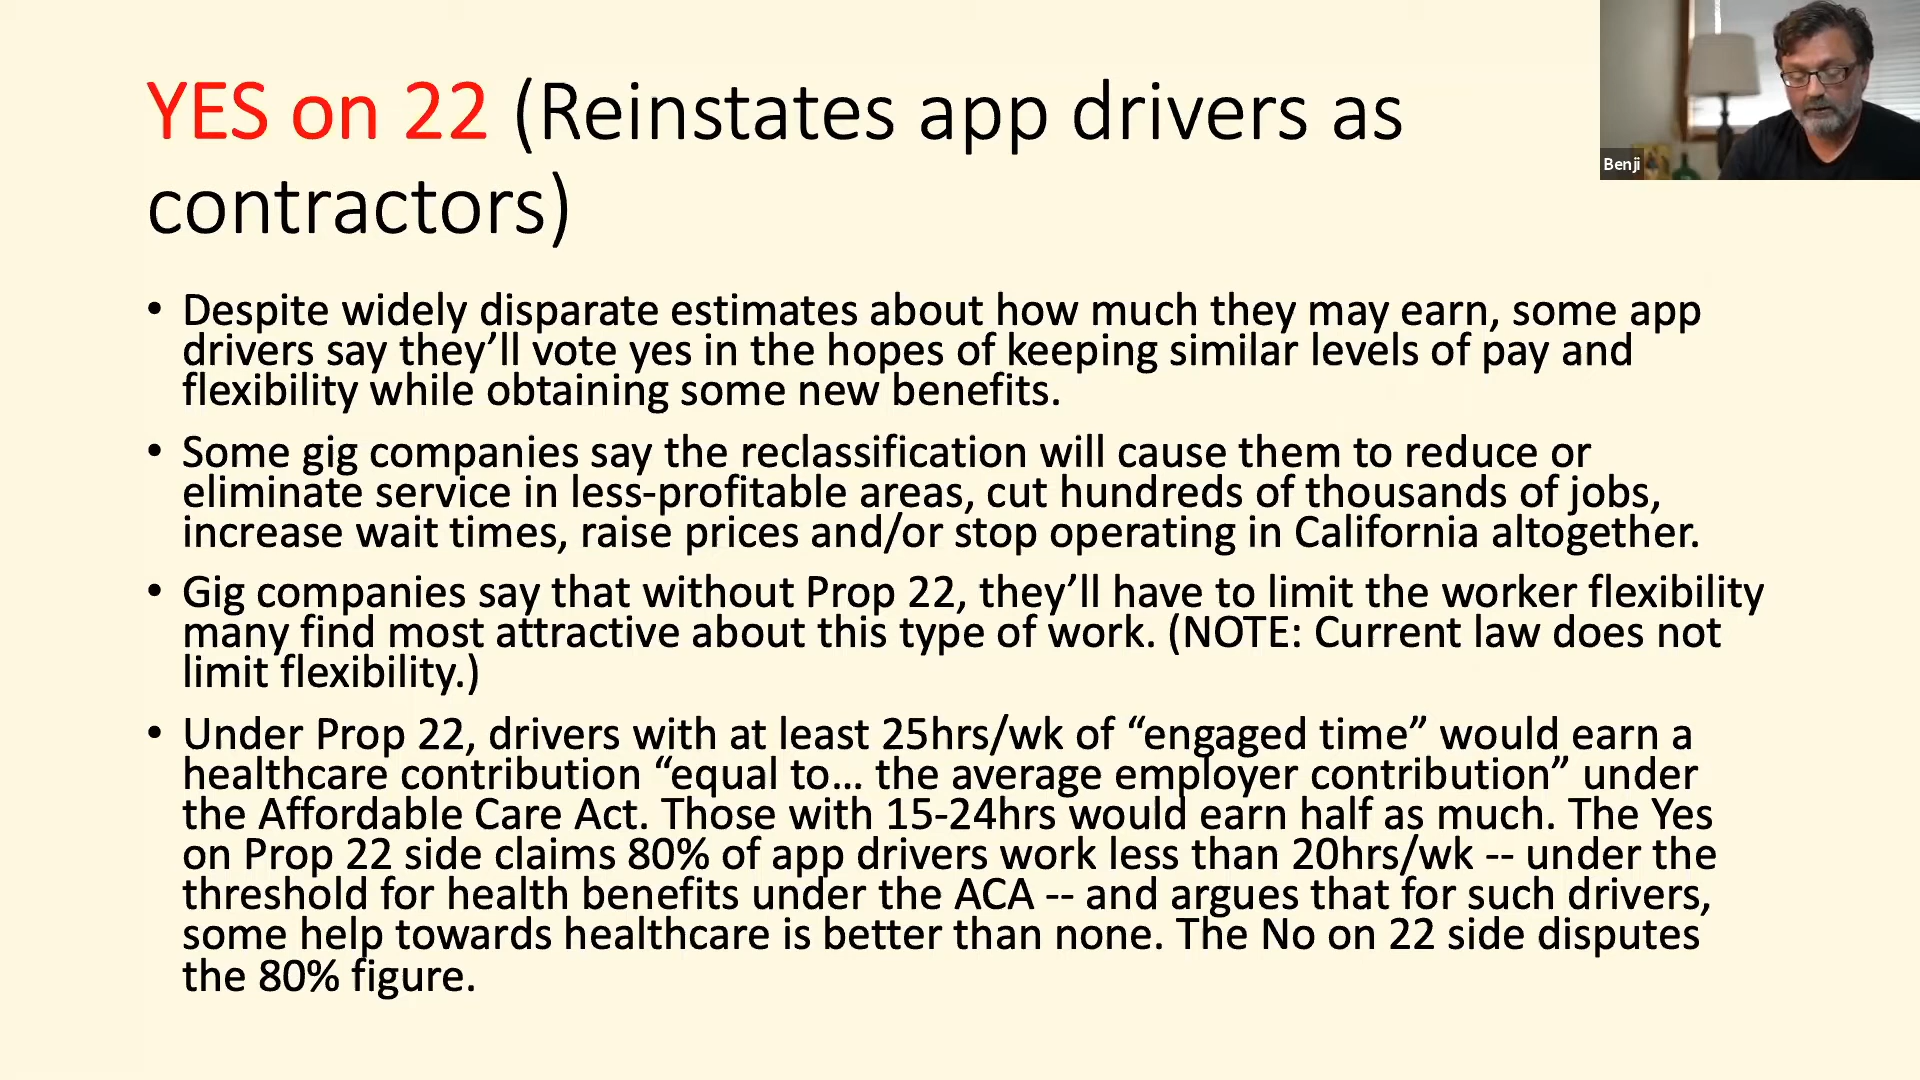 YES on 22 (Reinstates app drivers as
contractors)
Benji
• Despite widely disparate estimates about how much they may earn, some app
drivers say they’ll vote yes in the hopes of keeping similar levels of pay and
flexibility while obtaining some new benefits.
• Some gig companies say the reclassification will cause them to reduce or
eliminate service in less-profitable areas, cut hundreds of thousands of jobs,
increase wait times, raise prices and/or stop operating in California altogether.
• Gig companies say that without Prop 22, they’ll have to limit the worker flexibility
many find most attractive about this type of work. (NOTE: Current law does not
limit flexibility.)
• Under Prop 22, drivers with at least 25hrs/wk of “engaged time” would earn a
healthcare contribution “equal to... the average employer contribution” under
the Affordable Care Act. Those with 15-24hrs would earn half as much. The Yes
on Prop 22 side claims 80% of app drivers work less than 20hrs/wk -- under the
threshold for health benefits under the ACA -- and argues that for such drivers,
some help towards healthcare is better than none. The No on 22 side disputes
the 80% figure.